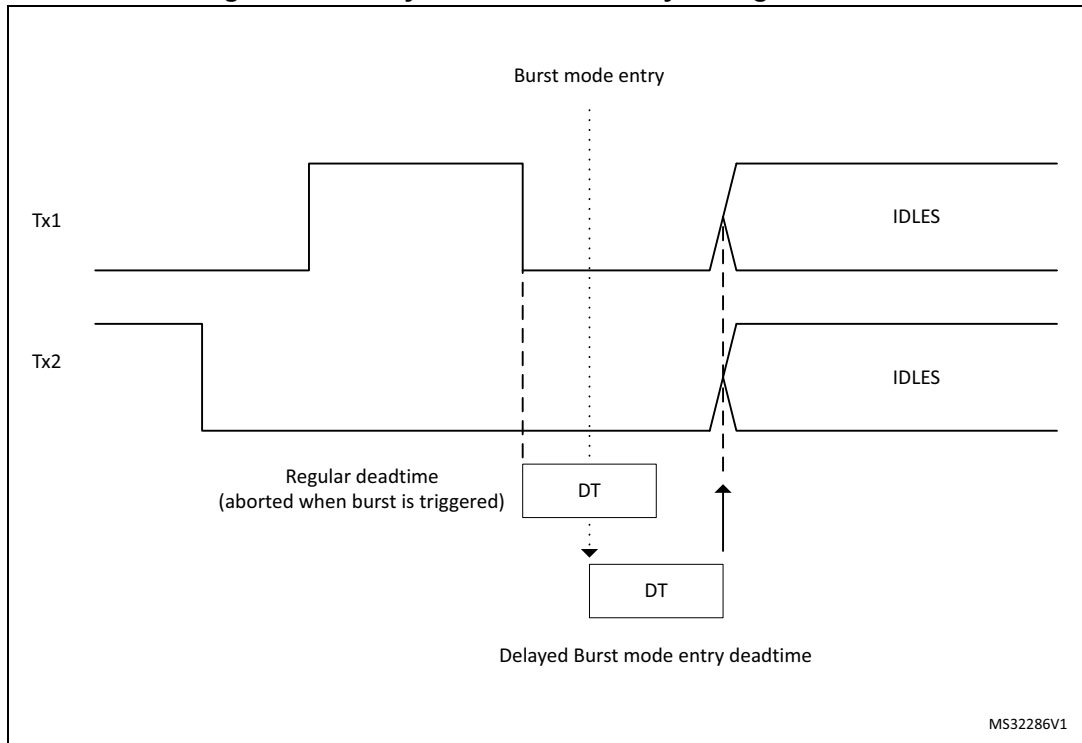 Burst mode entry
Tx1
IDLES
Tx2
IDLES
Regular deadtime
(aborted when burst is triggered)
DT
DT
Delayed Burst mode entry deadtime
MS32286V1